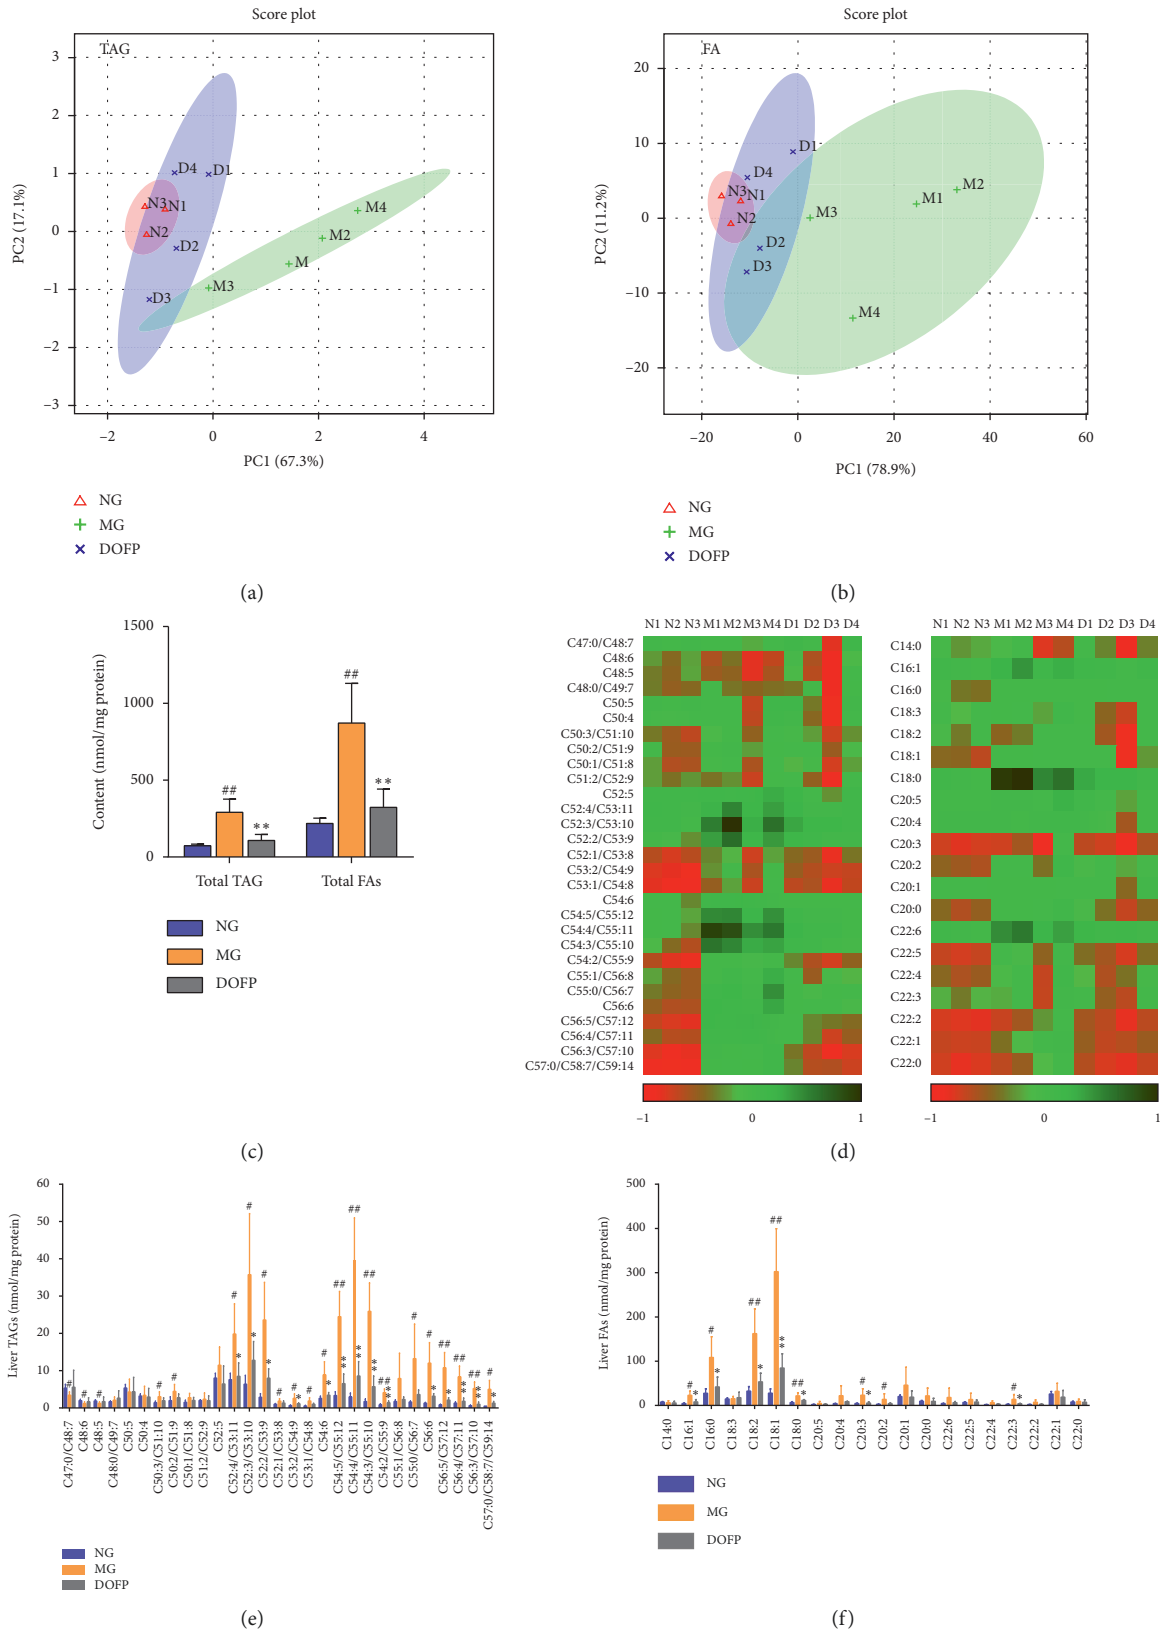 Score plot
TAG
3
2
1
0
−1
−2
−3
PC2 (17.1%)
D4
D1
N3
N1
N2
D2
D3
M4
M2
M
M3
−2
0
2
4
PC1 (67.3%)
NG
MG
DOFP
(a)
Score plot
FA
20
10
0
−10
−20
PC2 (11.2%)
D1
D4
N3
N1
N2
D2
D3
M3
M1
M2
M4
−20
0
20
40
60
PC1 (78.9%)
NG
MG
DOFP
(b)
1500
1000
500
0
Content (nmol/mg protein)
##
**
##
**
Total TAG
Total FAs
NG
MG
DOFP
(c)
N1 N2 N3 M1 M2 M3 M4 D1 D2 D3 D4
C47:0/C48:7
C48:6
C48:5
C48:0/C49:7
C50:5
C50:4
C50:3/C51:10
C50:2/C51:9
C50:1/C51:8
C51:2/C52:9
C52:5
C52:4/C53:11
C52:3/C53:10
C52:2/C53:9
C52:1/C53:8
C53:2/C54:9
C53:1/C54:8
C54:6
C54:5/C55:12
C54:4/C55:11
C54:3/C55:10
C54:2/C55:9
C55:1/C56:8
C55:0/C56:7
C56:6
C56:5/C57:12
C56:4/C57:11
C56:3/C57:10
C57:0/C58:7/C59:14
−1
0
1
N1 N2 N3 M1 M2 M3 M4 D1 D2 D3 D4
C14:0
C16:1
C16:0
C18:3
C18:2
C18:1
C18:0
C20:5
C20:4
C20:3
C20:2
C20:1
C20:0
C22:6
C22:5
C22:4
C22:3
C22:2
C22:1
C22:0
−1
0
1
(d)
60
50
40
30
20
10
0
Liver TAGs (nmol/mg protein)
C47:0/C48:7
C48:6
C48:5
C48:0/C49:7
C50:5
C50:4
C50:3/C51:10
C50:2/C51:9
C50:1/C51:8
C51:2/C52:9
C52:5
C52:4/C53:11
C52:3/C53:10
C52:2/C53:9
C52:1/C53:8
C53:2/C54:9
C53:1/C54:8
C54:6
C54:5/C55:12
C54:4/C55:11
C54:3/C55:10
C54:2/C55:9
C55:1/C56:8
C55:0/C56:7
C56:6
C56:5/C57:12
C56:4/C57:11
C56:3/C57:10
C57:0/C58:7/C59:14
NG
MG
DOFP
(e)
500
400
300
200
100
0
Liver FAs (nmol/mg protein)
#
*
#
*
##
*
##
**
##
*
#
*
#
#
*
C14:0
C16:1
C16:0
C18:3
C18:2
C18:1
C18:0
C20:5
C20:4
C20:3
C20:2
C20:1
C20:0
C22:6
C22:5
C22:4
C22:3
C22:2
C22:1
C22:0
NG
MG
DOFP
(f)